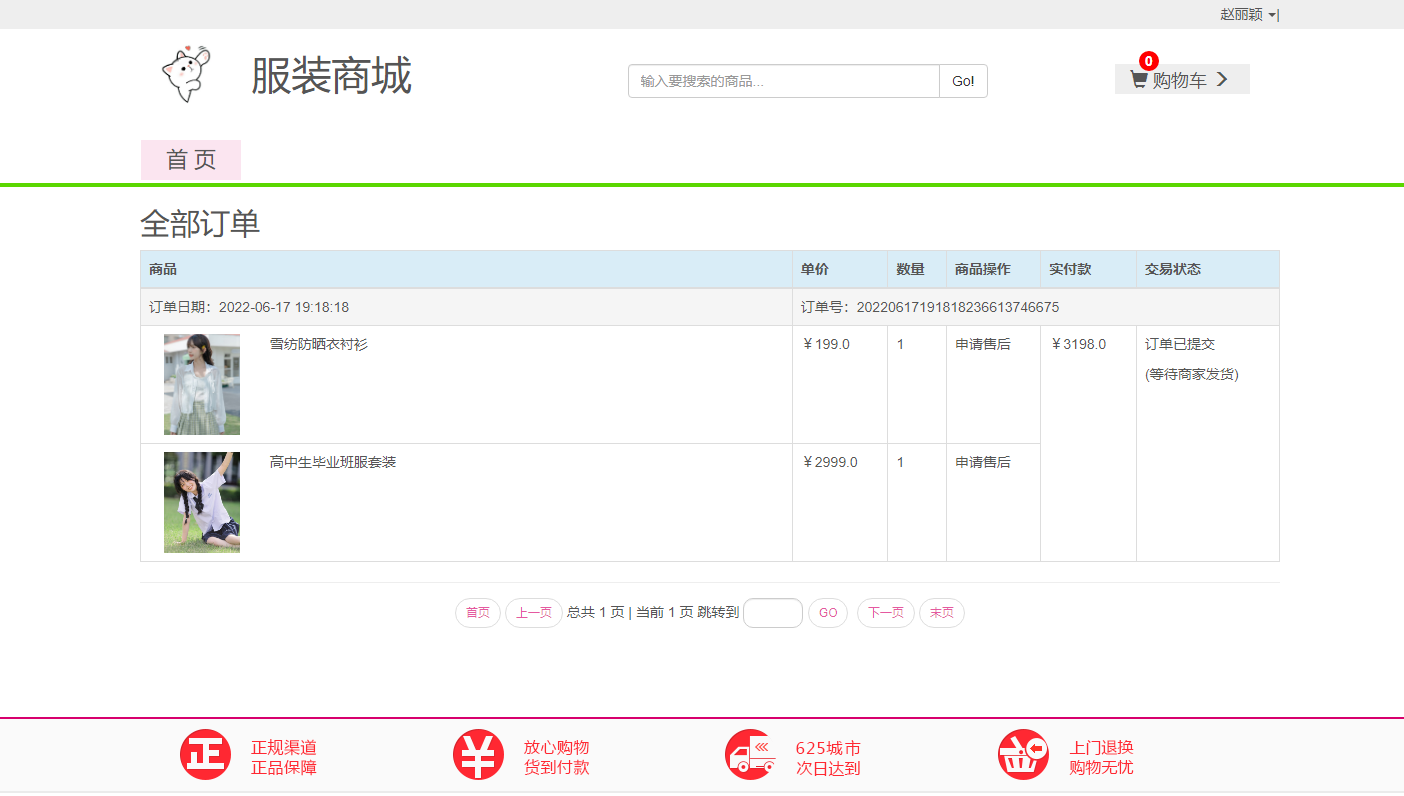 赵丽颖 |
服装商城
输入要搜索的商品...
Go!
0
购物车
首 页
全部订单
商品 单价 数量 商品操作 实付款 交易状态
订单日期：2022-06-17 19:18:18 订单号：20220617191818236613746675
雪纺防晒衣衬衫 ￥199.0 1 申请售后 ￥3198.0 订单已提交
(等待商家发货)
高中生毕业班服套装 ￥2999.0 1 申请售后
首页 上一页 总共 1 页 | 当前 1 页 跳转到 GO 下一页 末页
正 正规渠道
正品保障
¥ 放心购物
货到付款
625城市
次日达到
上门退换
购物无忧